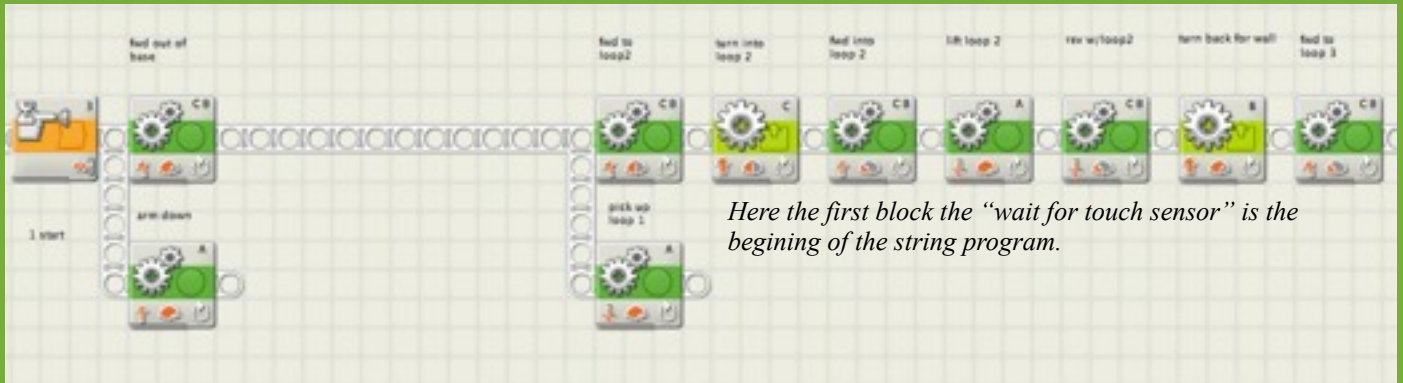 fwd out of
base
fwd to
loop2
turn into
loop 2
fwd into
loop 2
lift loop 2
rev w/loop2
turn back for wall
fwd to
loop 3
C B
C B
C
C B
A
C B
B
C B
arm down
pick up
loop 1
1 start
A
A
Here the first block the “wait for touch sensor” is the
begining of the string program.